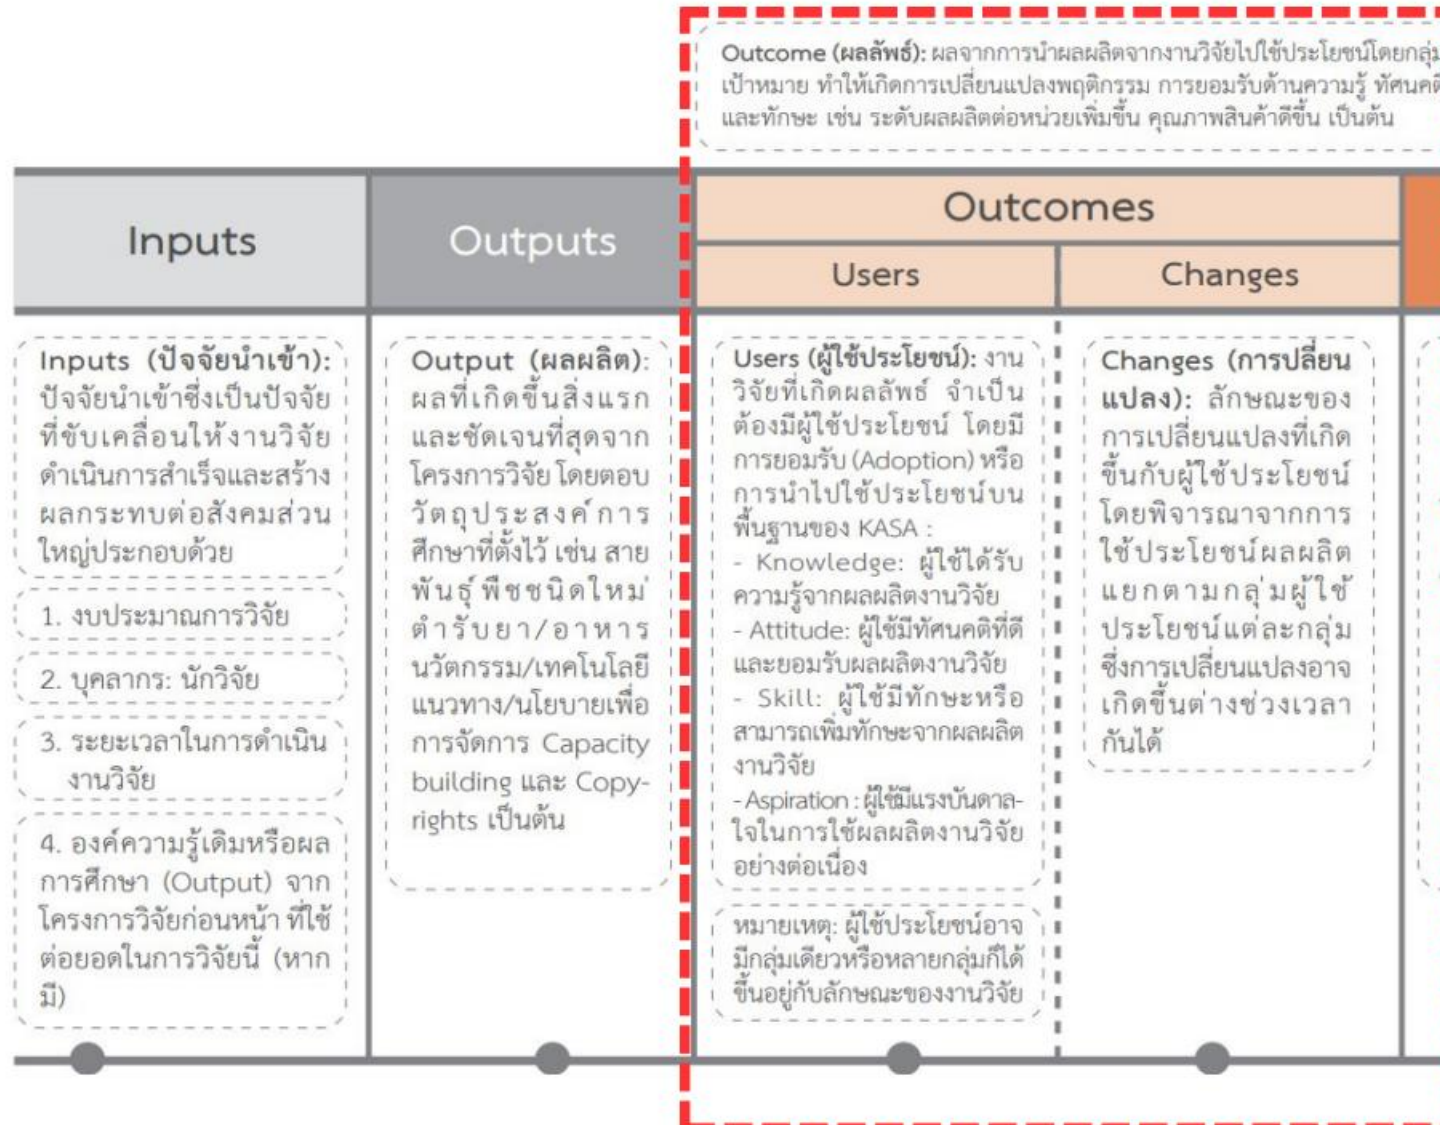 Outcome (ผลลัพธ์): ผลจากการนำผลผลิตจากงานวิจัยไปใช้ประโยชน์โดยกลุ่ม
เป้าหมาย ทำให้เกิดการเปลี่ยนแปลงพฤติกรรม การยอมรับด้านความรู้ ทัศนคติ
และทักษะ เช่น ระดับผลผลิตต่อหน่วยเพิ่มขึ้น คุณภาพสินค้าดีขึ้น เป็นต้น
Inputs
Outputs
Outcomes
Users
Changes
Inputs (ปัจจัยนำเข้า):
ปัจจัยนำเข้าซึ่งเป็นปัจจัย
ที่ขับเคลื่อนให้งานวิจัย
ดำเนินการสำเร็จและสร้าง
ผลกระทบต่อสังคมส่วน
ใหญ่ประกอบด้วย
1. งบประมาณการวิจัย
2. บุคลากร: นักวิจัย
3. ระยะเวลาในการดำเนิน
งานวิจัย
4. องค์ความรู้เดิมหรือผล
การศึกษา (Output) จาก
โครงการวิจัยก่อนหน้า ที่ใช้
ต่อยอดในการวิจัยนี้ (หาก
มี)
Output (ผลผลิต):
ผลที่เกิดขึ้นสิ่งแรก
และชัดเจนที่สุดจาก
โครงการวิจัย โดยตอบ
วัตถุประสงค์การ
ศึกษาที่ตั้งไว้ เช่น สาย
พันธุ์พืชชนิดใหม่
ตำรับยา/อาหาร
นวัตกรรม/เทคโนโลยี
แนวทาง/นโยบายเพื่อ
การจัดการ Capacity
building และ Copy-
rights เป็นต้น
Users (ผู้ใช้ประโยชน์): งาน
วิจัยที่เกิดผลลัพธ์ จำเป็น
ต้องมีผู้ใช้ประโยชน์ โดยมี
การยอมรับ (Adoption) หรือ
การนำไปใช้ประโยชน์บน
พื้นฐานของ KASA :
- Knowledge: ผู้ใช้ได้รับ
ความรู้จากผลผลิตงานวิจัย
- Attitude: ผู้ใช้มีทัศนคติที่ดี
และยอมรับผลผลิตงานวิจัย
- Skill: ผู้ใช้มีทักษะหรือ
สามารถเพิ่มทักษะจากผลผลิต
งานวิจัย
- Aspiration : ผู้ใช้มีแรงบันดาล-
ใจในการใช้ผลผลิตงานวิจัย
อย่างต่อเนื่อง
หมายเหตุ: ผู้ใช้ประโยชน์อาจ
มีกลุ่มเดียวหรือหลายกลุ่มก็ได้
ขึ้นอยู่กับลักษณะของงานวิจัย
Changes (การเปลี่ยน
แปลง): ลักษณะของ
การเปลี่ยนแปลงที่เกิด
ขึ้นกับผู้ใช้ประโยชน์
โดยพิจารณาจากการ
ใช้ประโยชน์ผลผลิต
แยกตามกลุ่มผู้ใช้
ประโยชน์แต่ละกลุ่ม
ซึ่งการเปลี่ยนแปลงอาจ
เกิดขึ้นต่างช่วงเวลา
กันได้